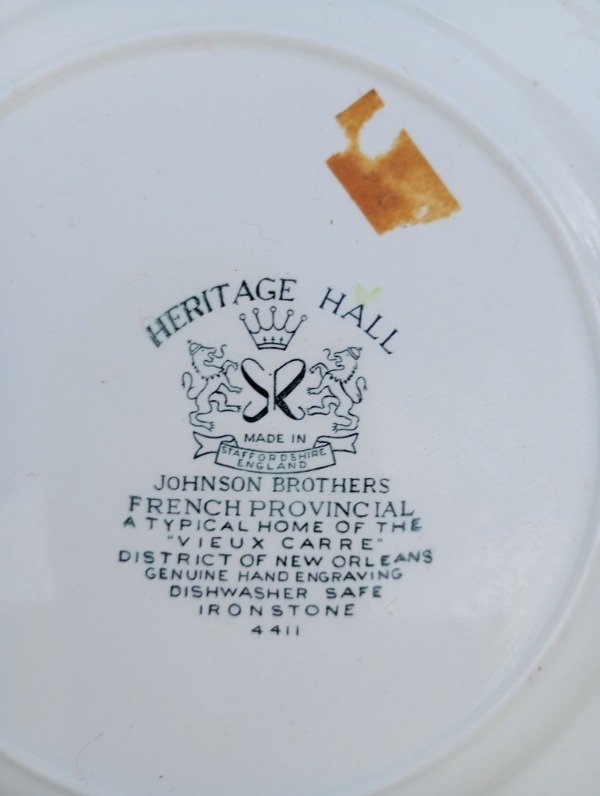 HERITAGE HALL
SR
MADE IN
STAFFORDSHIRE
ENGLAND
JOHNSON BROTHERS
FRENCH PROVINCIAL
A TYPICAL HOME OF THE
"VIEUX CARRE"
DISTRICT OF NEW ORLEANS
GENUINE HAND ENGRAVING
DISHWASHER SAFE
IRONSTONE
4411